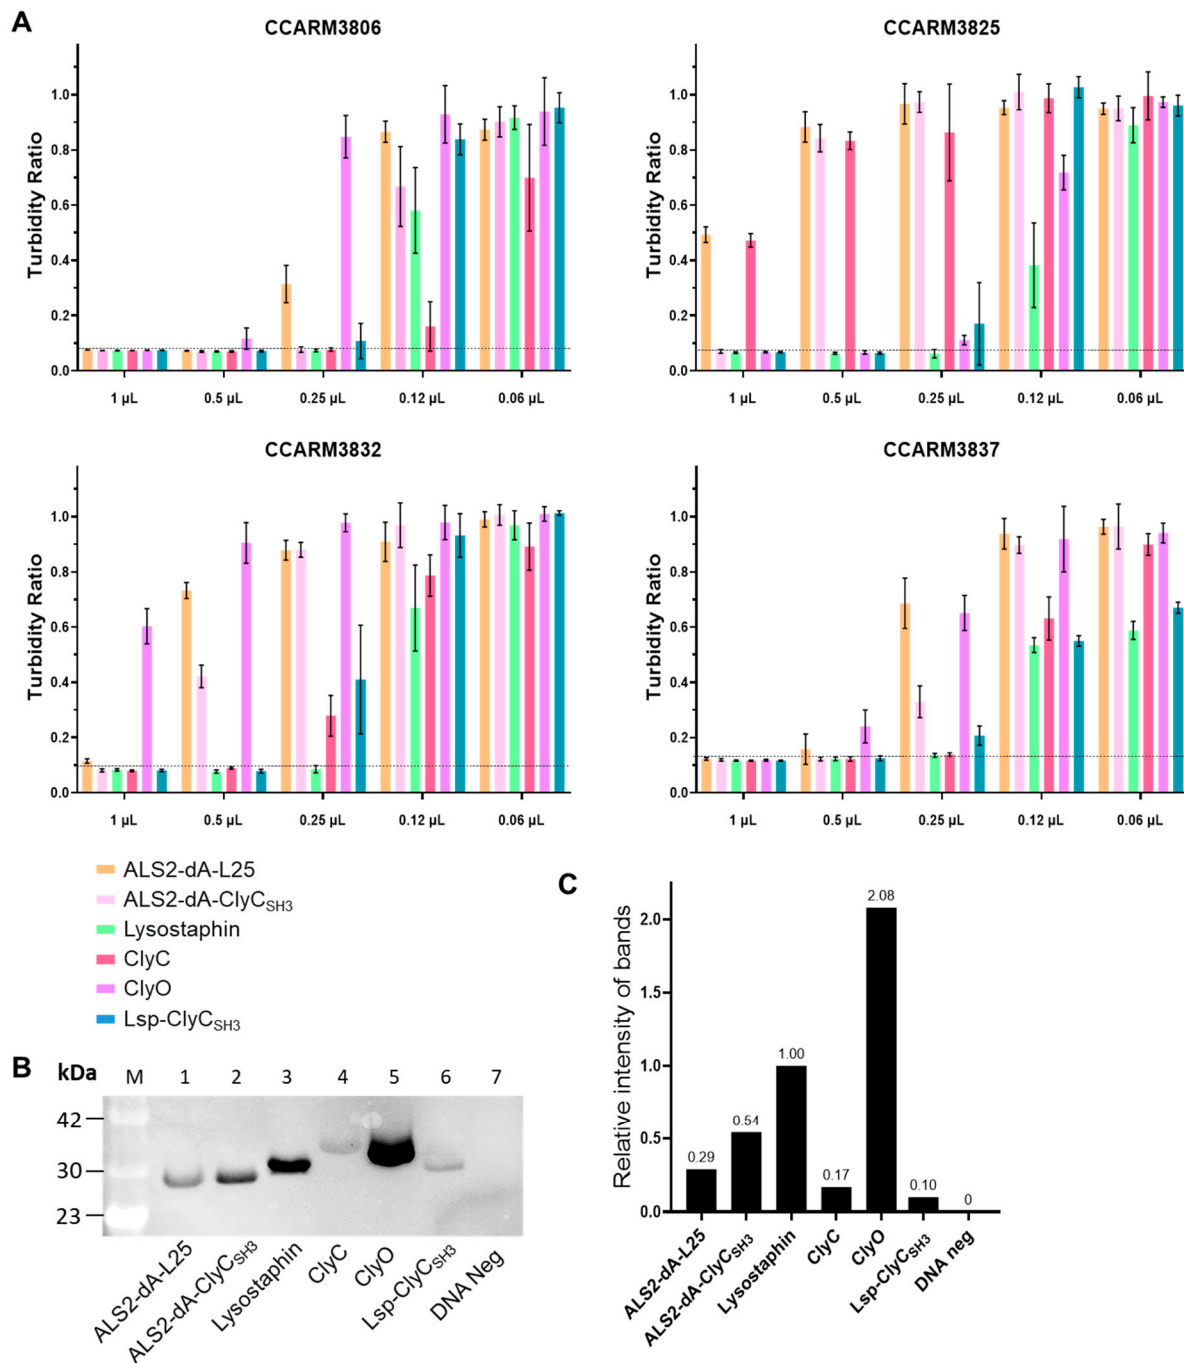 A
CCARM3806
Turbidity Ratio
1.0
0.8
0.6
0.4
0.2
0.0
1 µL 0.5 µL 0.25 µL 0.12 µL 0.06 µL
CCARM3825
Turbidity Ratio
1.0
0.8
0.6
0.4
0.2
0.0
1 µL 0.5 µL 0.25 µL 0.12 µL 0.06 µL
CCARM3832
Turbidity Ratio
1.0
0.8
0.6
0.4
0.2
0.0
1 µL 0.5 µL 0.25 µL 0.12 µL 0.06 µL
CCARM3837
Turbidity Ratio
1.0
0.8
0.6
0.4
0.2
0.0
1 µL 0.5 µL 0.25 µL 0.12 µL 0.06 µL
ALS2-dA-L25
ALS2-dA-ClyCSH3
Lysostaphin
ClyC
ClyO
Lsp-ClyCSH3
B
kDa M 1 2 3 4 5 6 7
42
30
23
ALS2-dA-L25
ALS2-dA-ClyCSH3
Lysostaphin
ClyC
ClyO
Lsp-ClyCSH3
DNA Neg
C
Relative intensity of bands
2.0
1.5
1.0
0.5
0.0
0.29
0.54
1.00
0.17
2.08
0.10
0
ALS2-dA-L25
ALS2-dA-ClyCSH3
Lysostaphin
ClyC
ClyO
Lsp-ClyCSH3
DNA neg